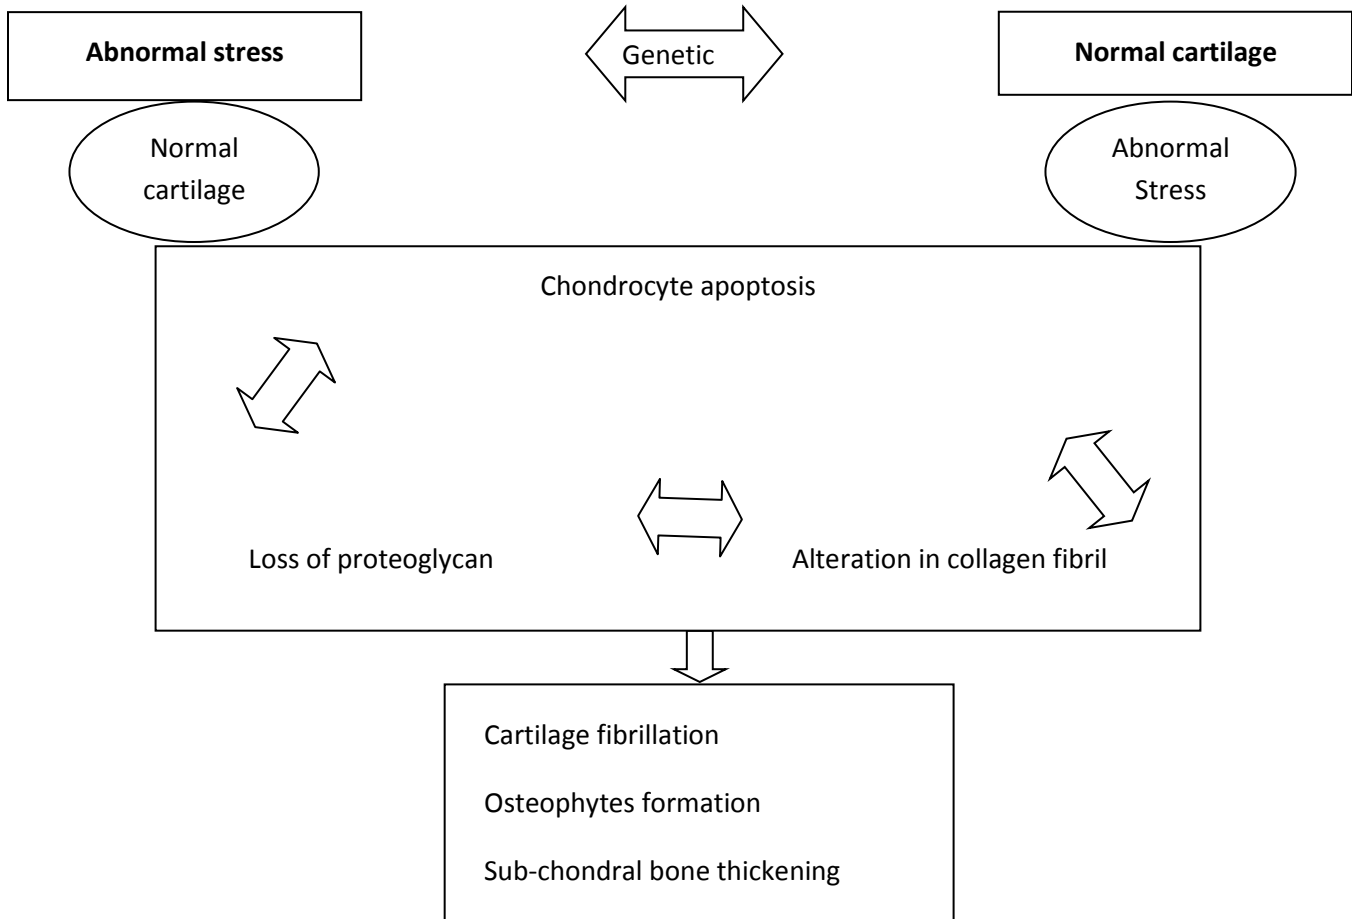 Abnormal stress
Genetic
Normal cartilage
Normal
cartilage
Abnormal
Stress
Chondrocyte apoptosis
Loss of proteoglycan
Alteration in collagen fibril
Cartilage fibrillation
Osteophytes formation
Sub-chondral bone thickening